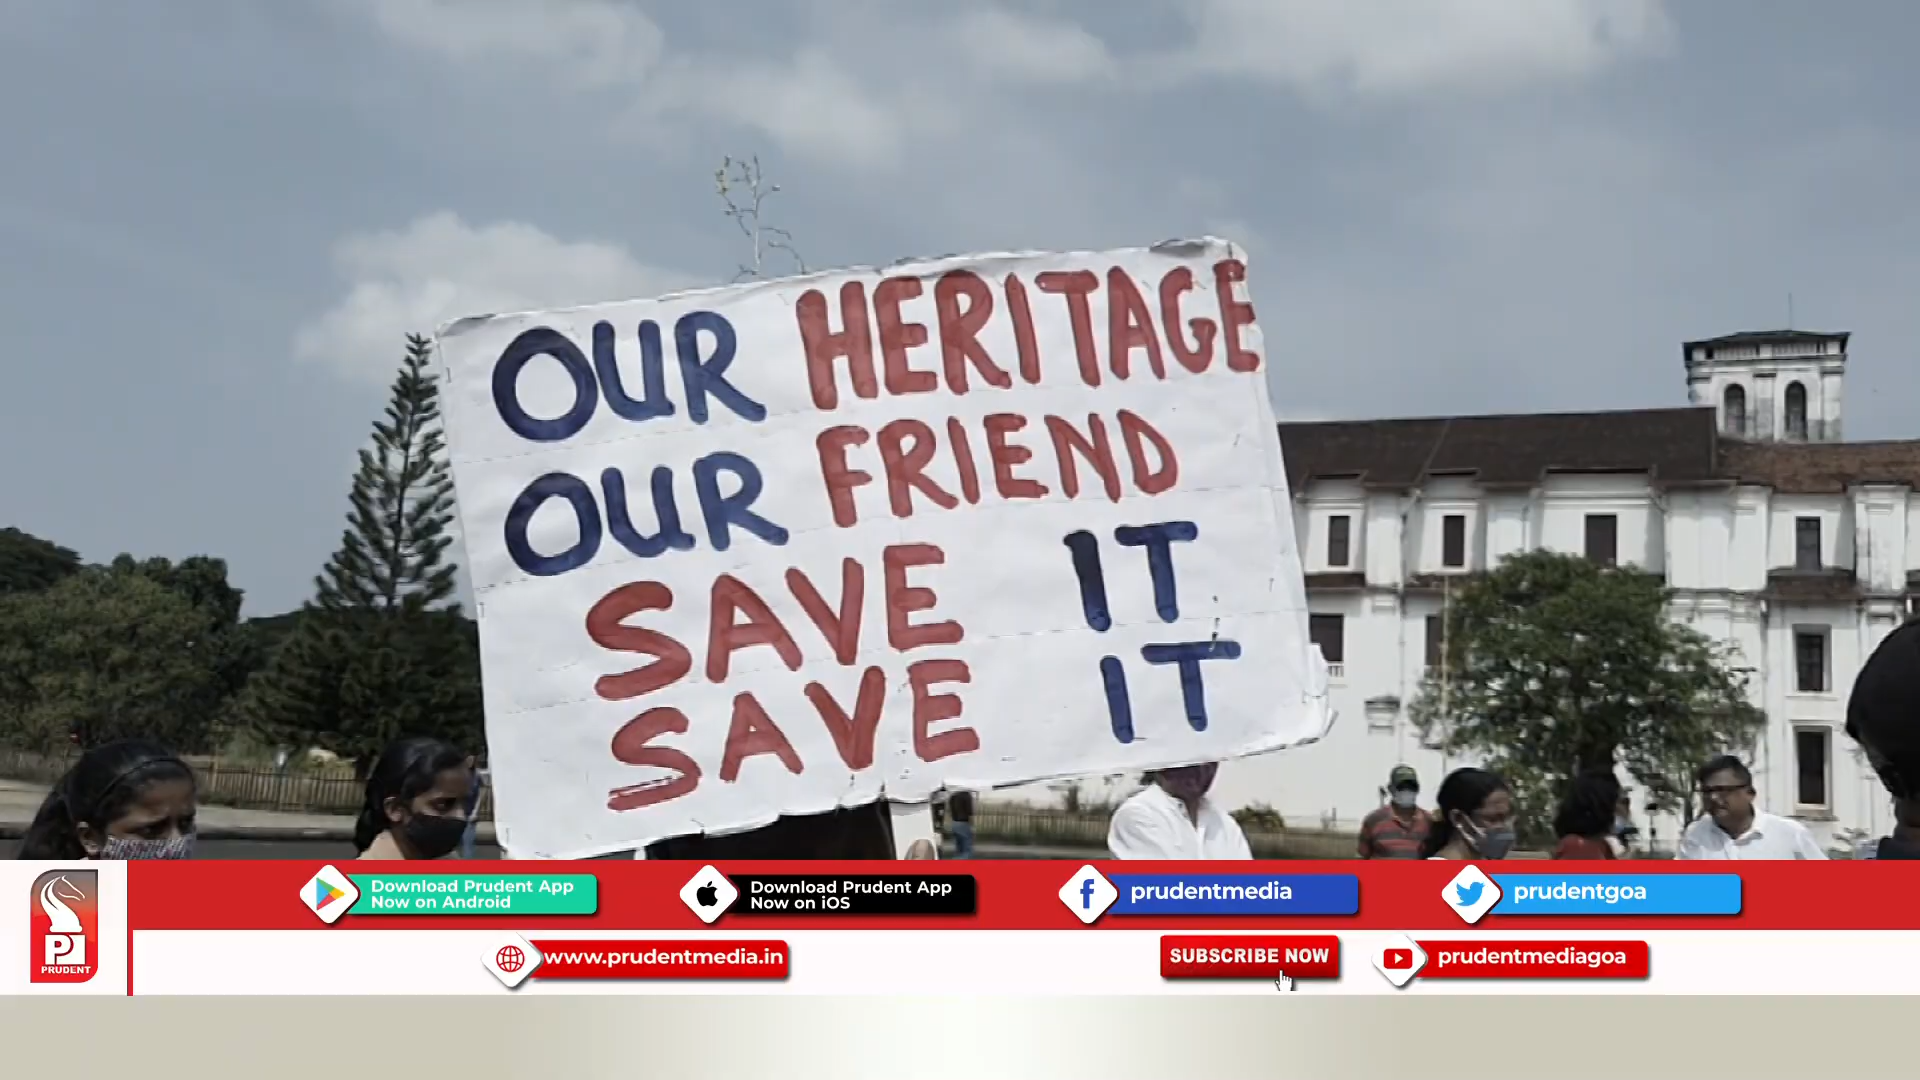 OUR HERITAGE
OUR FRIEND
SAVE IT
SAVE IT
Download Prudent App
Now on Android
Download Prudent App
Now on iOS
prudentmedia
prudentgoa
PRUDENT
www.prudentmedia.in
SUBSCRIBE NOW
prudentmediagoa